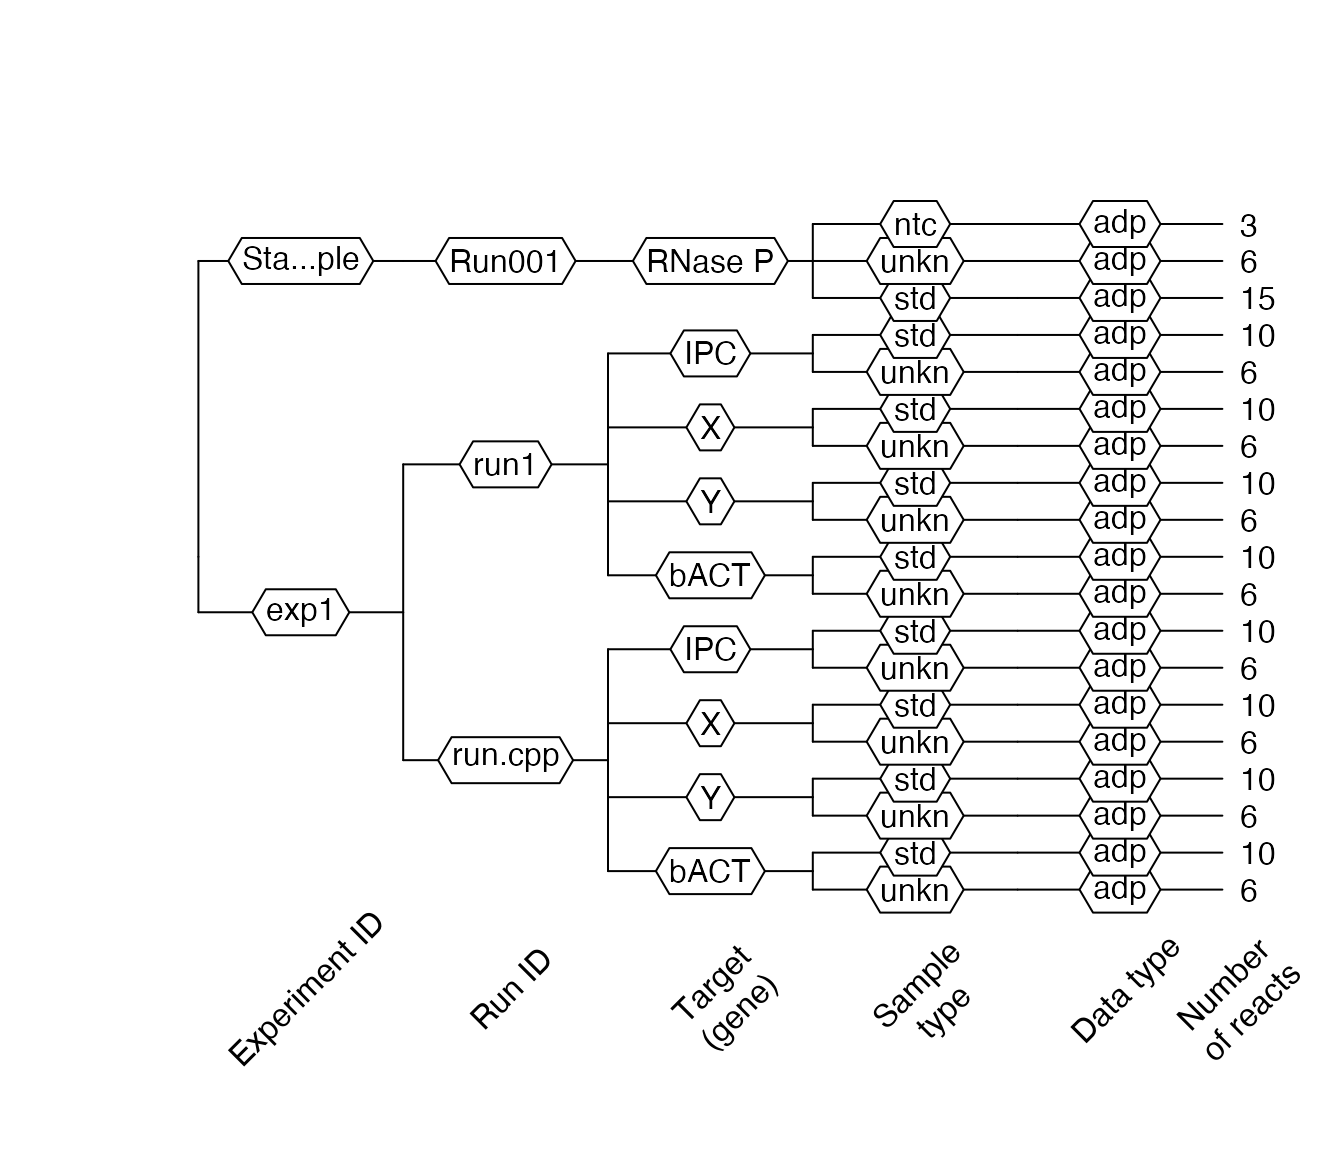 ntc adp 3
Sta...ple Run001 RNase P unkn adp 6
std adp 15
std adp 10
IPC
unkn adp 6
std adp 10
X
unkn adp 6
run1
std adp 10
Y
unkn adp 6
std adp 10
bACT
unkn adp 6
exp1
std adp 10
IPC
unkn adp 6
std adp 10
X
unkn adp 6
run.cpp
std adp 10
Y
unkn adp 6
std adp 10
bACT
unkn adp 6
Experiment ID
Run ID
Target
(gene)
Sample
type
Data type
Number
of reacts